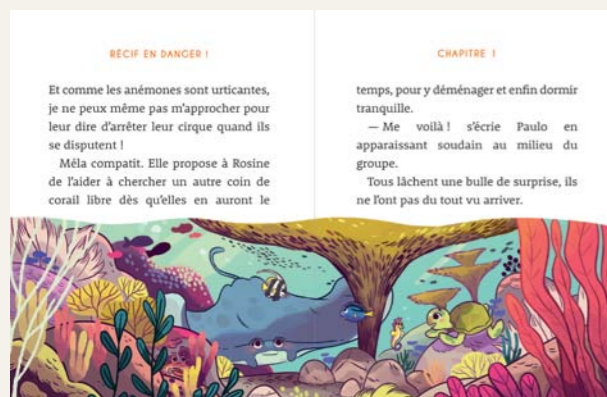 RÉCIF EN DANGER !
Et comme les anémones sont urticantes,
je ne peux même pas m’approcher pour
leur dire d’arrêter leur cirque quand ils
se disputent !
Méla compatit. Elle propose à Rosine
de l’aider à chercher un autre coin de
corail libre dès qu’elles en auront le
CHAPITRE 1
temps, pour y déménager et enfin dormir
tranquille.
— Me voilà ! s’écrie Paulo en
apparaissant soudain au milieu du
groupe.
Tous lâchent une bulle de surprise, ils
ne l’ont pas du tout vu arriver.